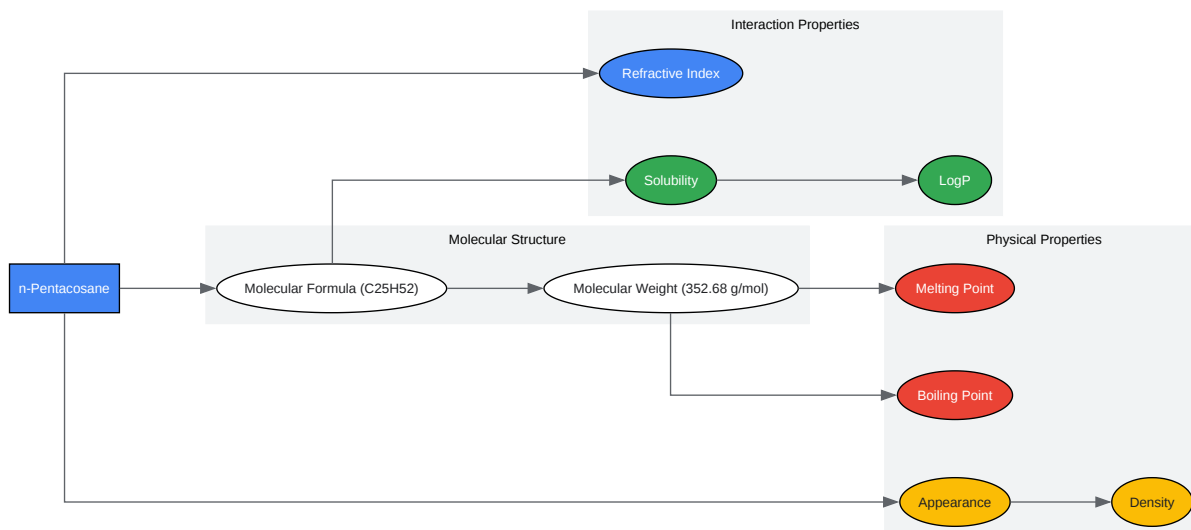 Interaction Properties
Refractive Index
Solubility
LogP
Molecular Structure
Physical Properties
n-Pentacosane
Molecular Formula (C25H52)
Molecular Weight (352.68 g/mol)
Melting Point
Boiling Point
Appearance
Density